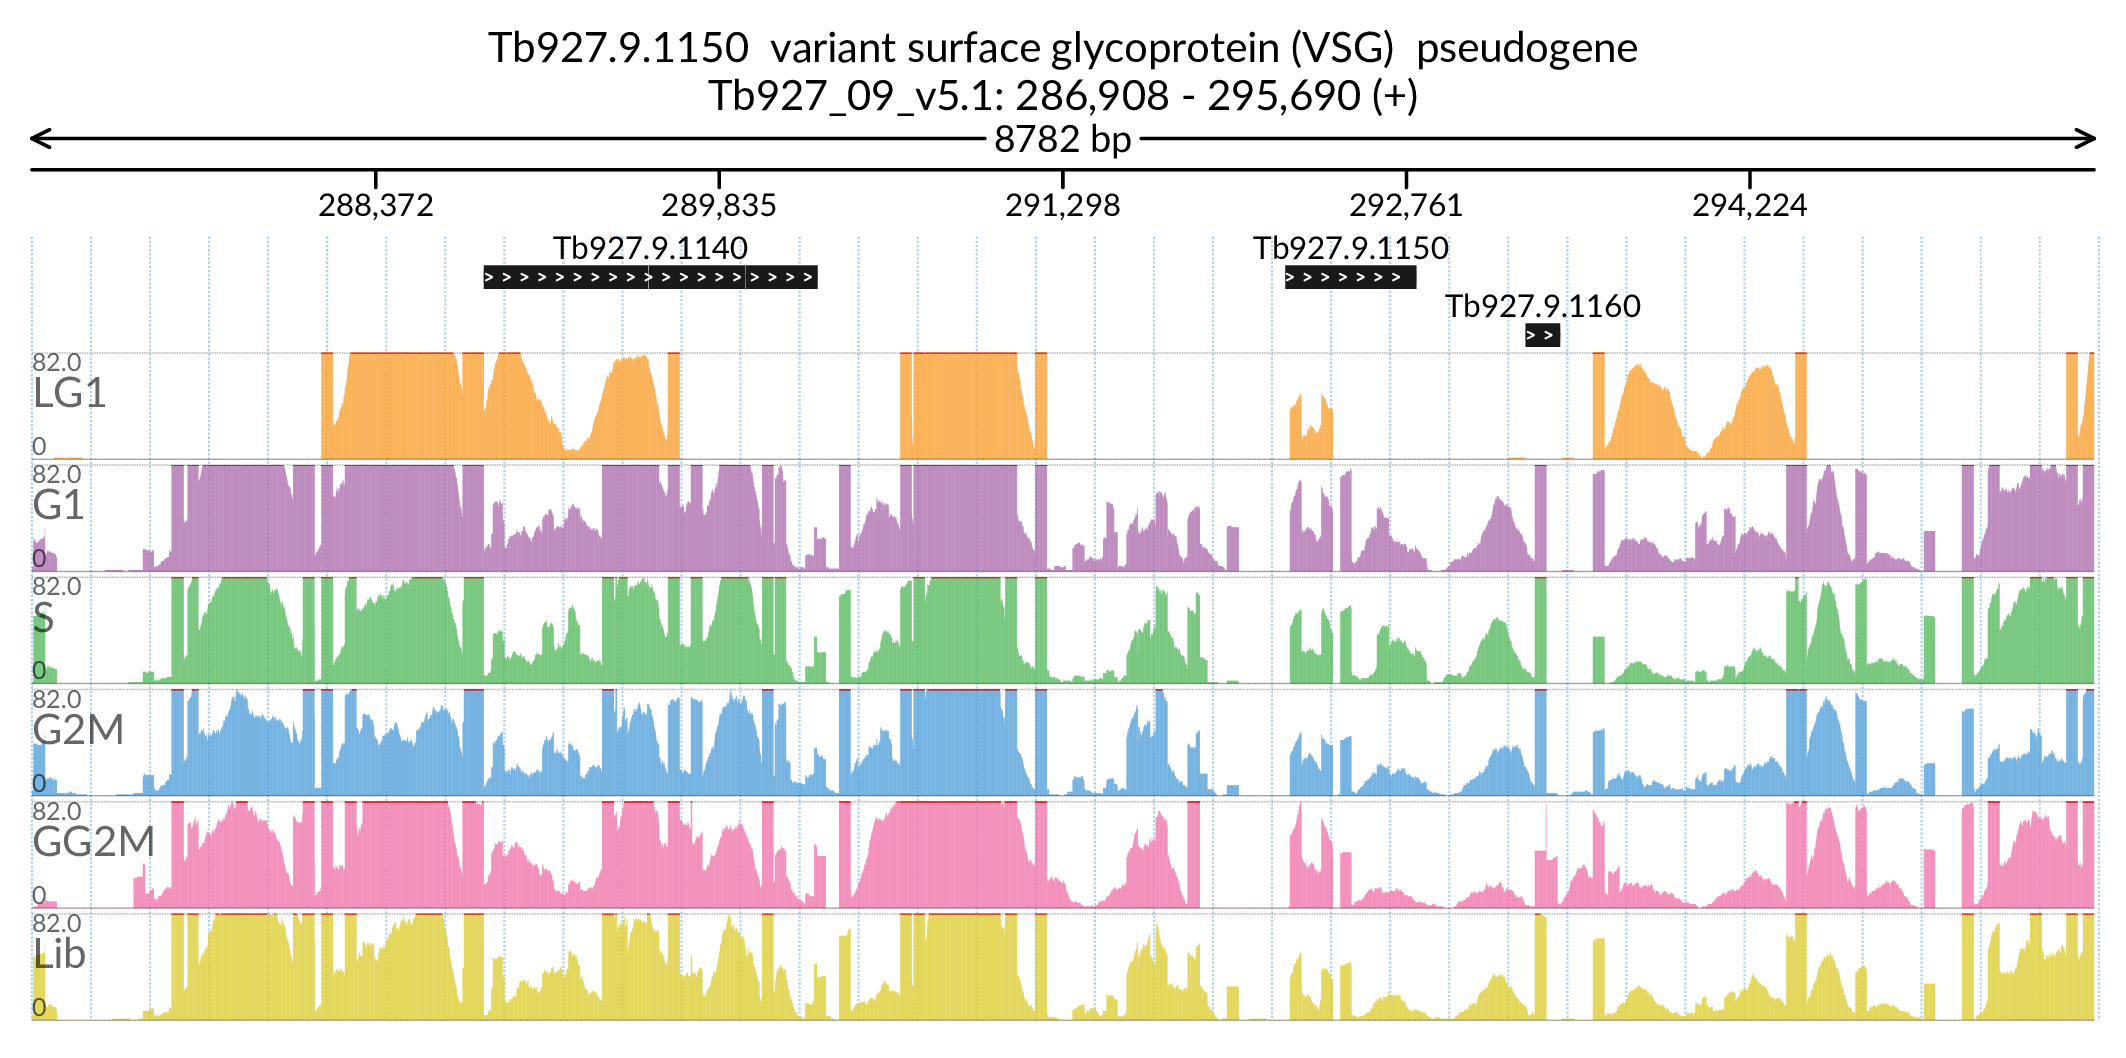 Tb927.9.1150 variant surface glycoprotein (VSG) pseudogene
Tb927_09_v5.1: 286,908 - 295,690 (+)
8782 bp
288,372 289,835 291,298 292,761 294,224
Tb927.9.1140 Tb927.9.1150
Tb927.9.1160
82.0
LG1
0
82.0
G1
0
82.0
S
0
82.0
G2M
0
82.0
GG2M
0
82.0
Lib
0